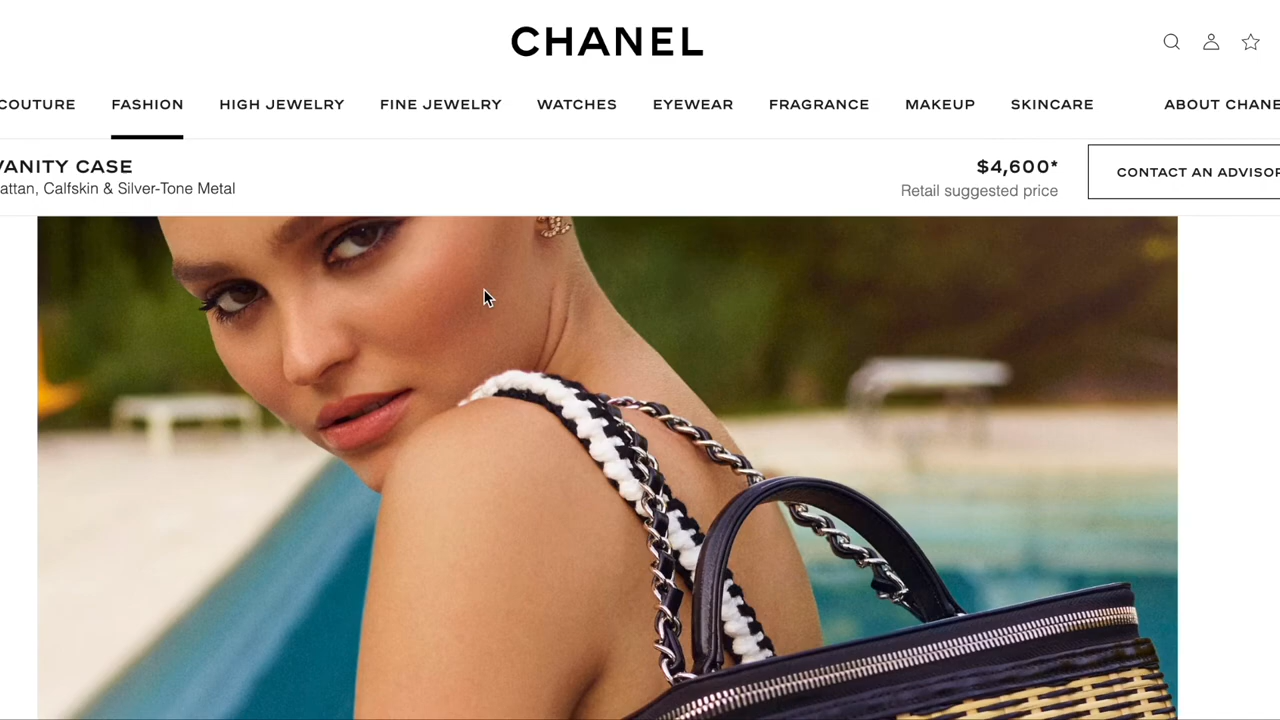 CHANEL
COUTURE FASHION HIGH JEWELRY FINE JEWELRY WATCHES EYEWEAR FRAGRANCE MAKEUP SKINCARE ABOUT CHANE
VANITY CASE
attan, Calfskin & Silver-Tone Metal
$4,600*
Retail suggested price
CONTACT AN ADVISOR